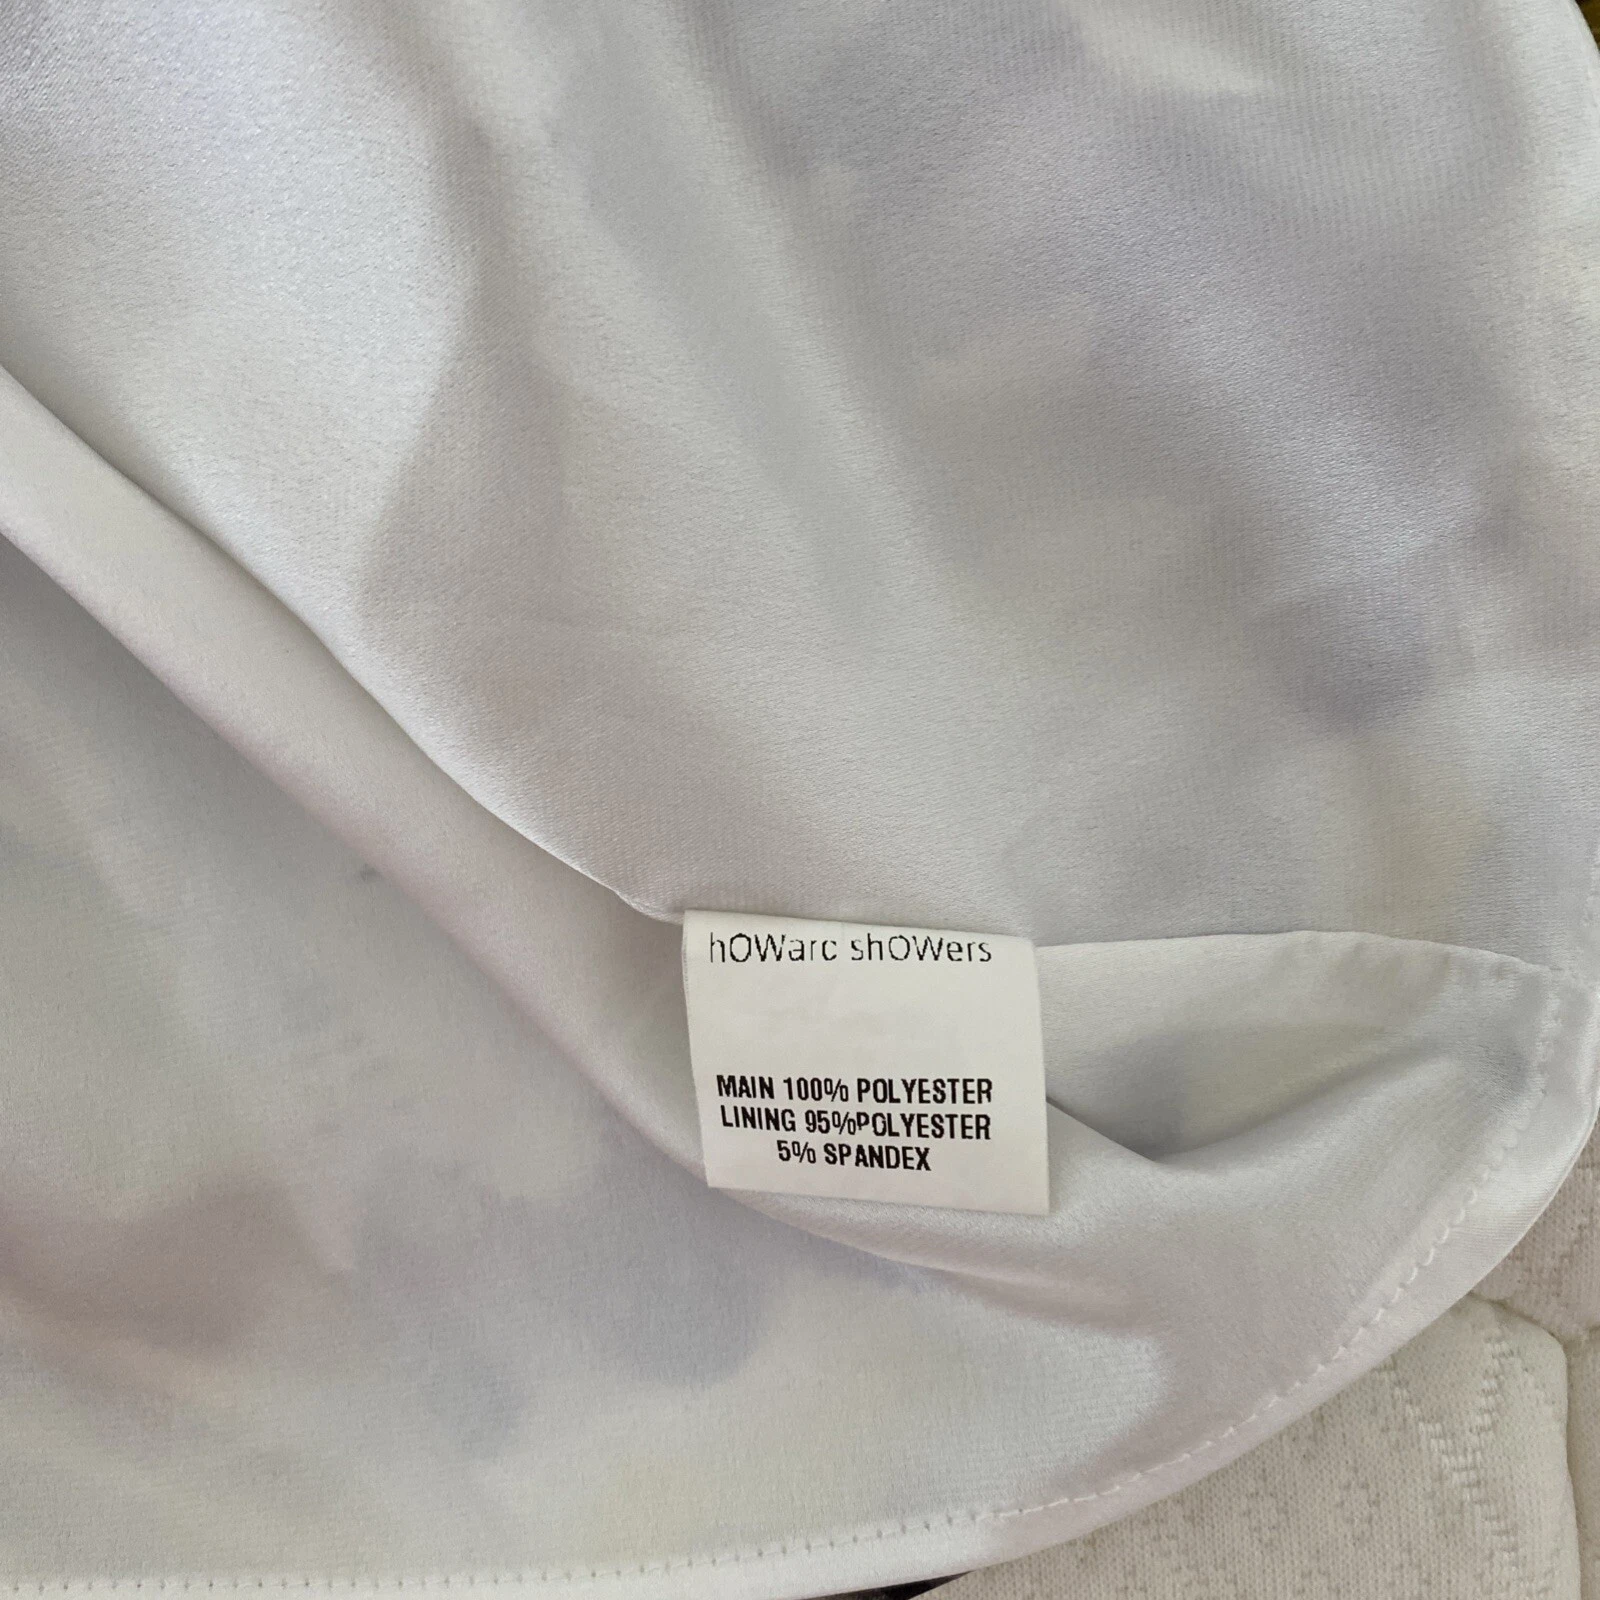 hOWarc shOWers
MAIN 100% POLYESTER
LINING 95%POLYESTER
5% SPANDEX